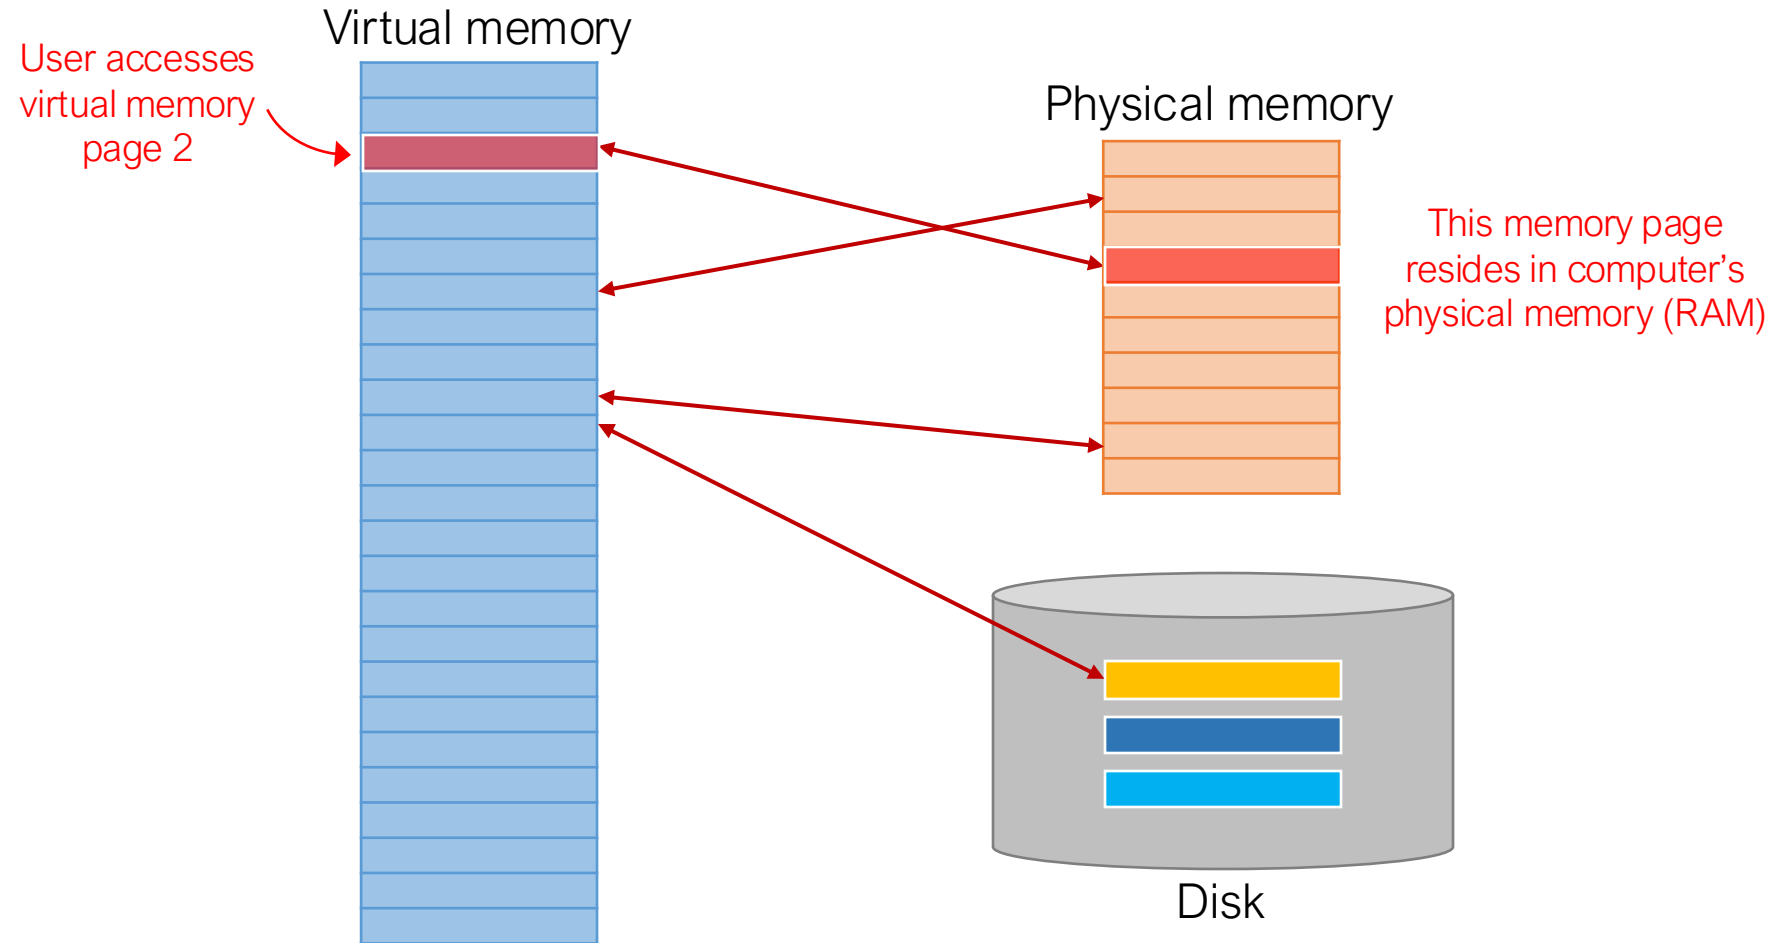 Virtual memory
User accesses
virtual memory
page 2
Physical memory
This memory page
resides in computer’s
physical memory (RAM)
Disk